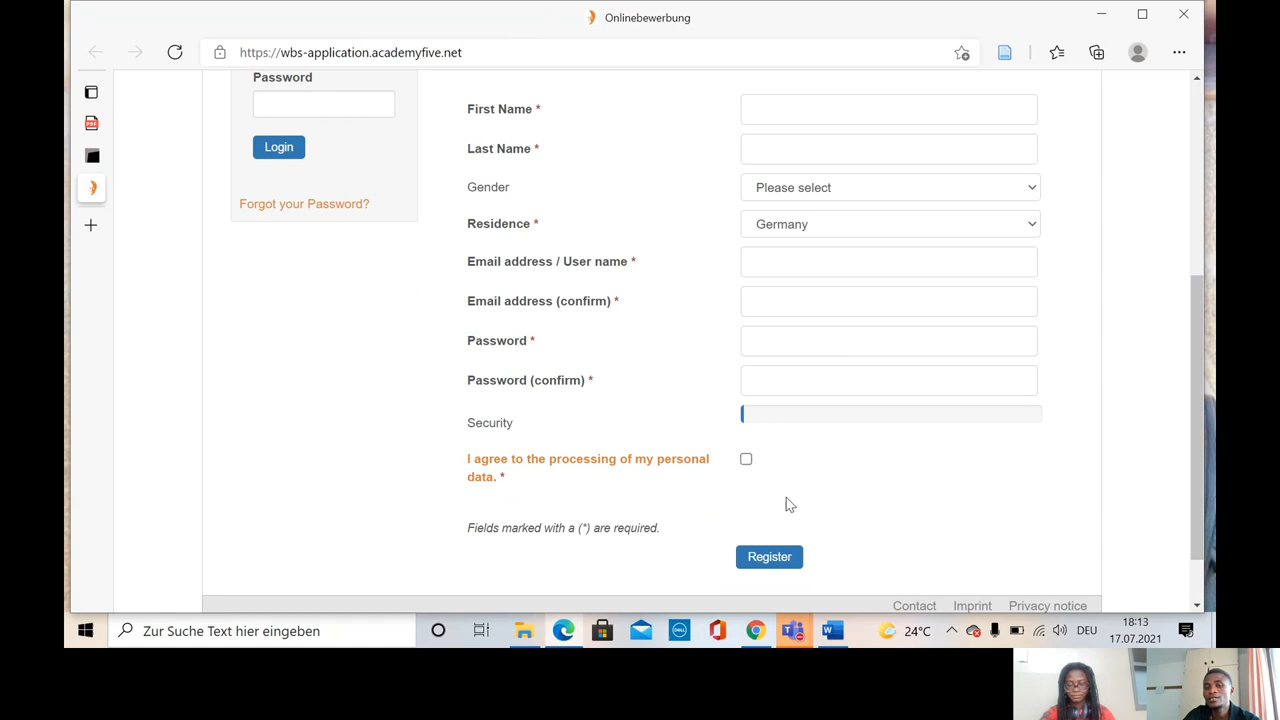 Onlinebewerbung
https://wbs-application.academyfive.net
Password
Login
Forgot your Password?
First Name *
Last Name *
Gender
Please select
Residence *
Germany
Email address / User name *
Email address (confirm) *
Password *
Password (confirm) *
Security
I agree to the processing of my personal
data. *
Fields marked with a (*) are required.
Register
Contact
Imprint
Privacy notice
PDF
Zur Suche Text hier eingeben
DELL
24°C
DEU
18:13
17.07.2021